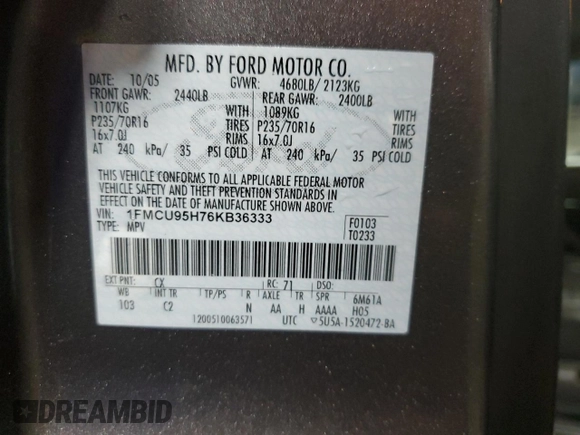 MFD. BY FORD MOTOR CO.
DATE 10/05 GVWR: 4680LB/ 2123KG
FRONT GAWR: 2440LB REAR GAWR: 2400LB
1107KG WITH 1089KG WITH
P235/70R16 TIRES P235/70R16 TIRES
16x7.0J RIMS 16x7.0J RIMS
AT 240 kPa/ 35 PSI COLD AT 240 kPa/ 35 PSI COLD
THIS VEHICLE CONFORMS TO ALL APPLICABLE FEDERAL MOTOR
VEHICLE SAFETY AND THEFT PREVENTION STANDARDS IN
EFFECT ON THE DATE OF MANUFACTURE SHOWN ABOVE.
VIN: 1FMCU95H76KB36333 F0103
TYPE: MPV T0233
EXT PNT: CX RC: 71 DSO:
WB INT TR TP/PS R AXLE TR SPR 6M61A
103 C2 N AA H AAAA H05
1200510063571 UTC ▽5U5A-1520472-BA
DREAMBID